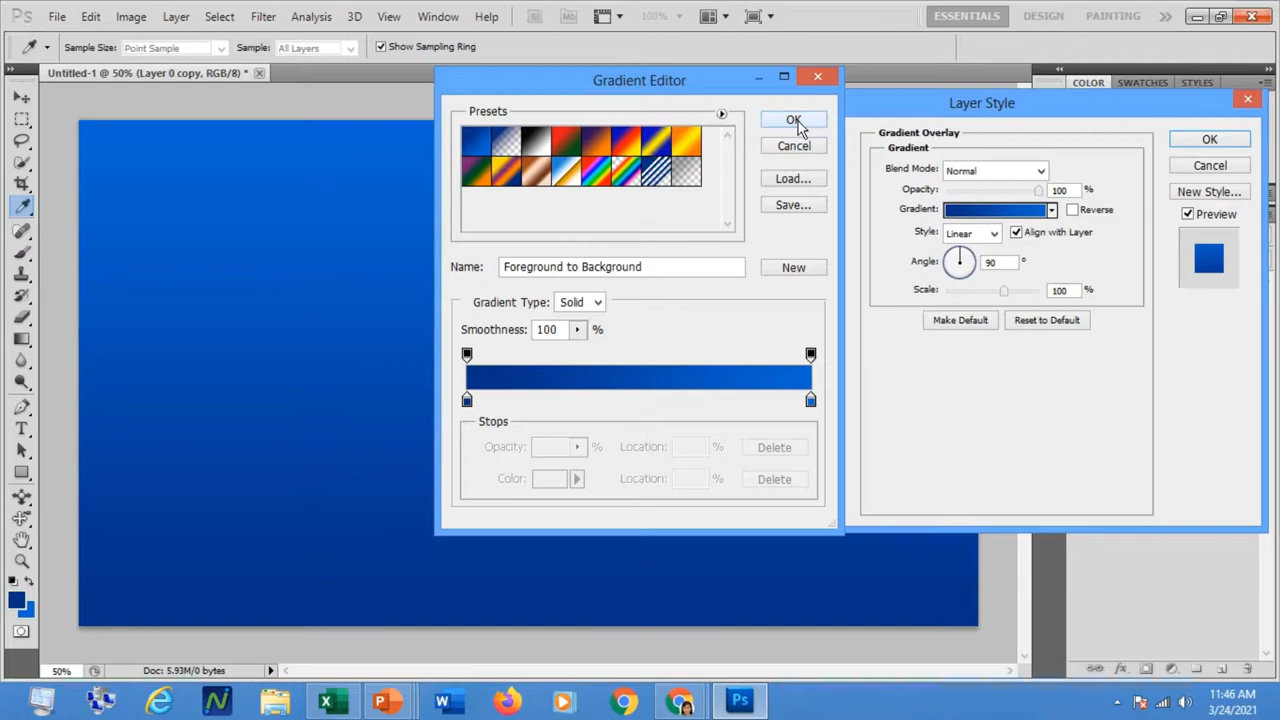 Ps File Edit Image Layer Select Filter Analysis 3D View Window Help Br Mb 100% ESSENTIALS DESIGN PAINTING
Sample Size: Point Sample Sample: All Layers Show Sampling Ring
Untitled-1 @ 50% (Layer 0 copy, RGB/8) *
COLOR SWATCHES STYLES
Gradient Editor
Presets
OK
Cancel
Load...
Save...
Name: Foreground to Background New
Gradient Type: Solid
Smoothness: 100 %
Stops
Opacity: % Location: % Delete
Color: Location: % Delete
Layer Style
Gradient Overlay
Gradient
Blend Mode: Normal
Opacity: 100 %
Gradient: Reverse
Style: Linear Align with Layer
Angle: 90 °
Scale: 100 %
Make Default Reset to Default
OK
Cancel
New Style...
Preview
50% Doc: 5.93M/0 bytes
Ps
11:46 AM
3/24/2021